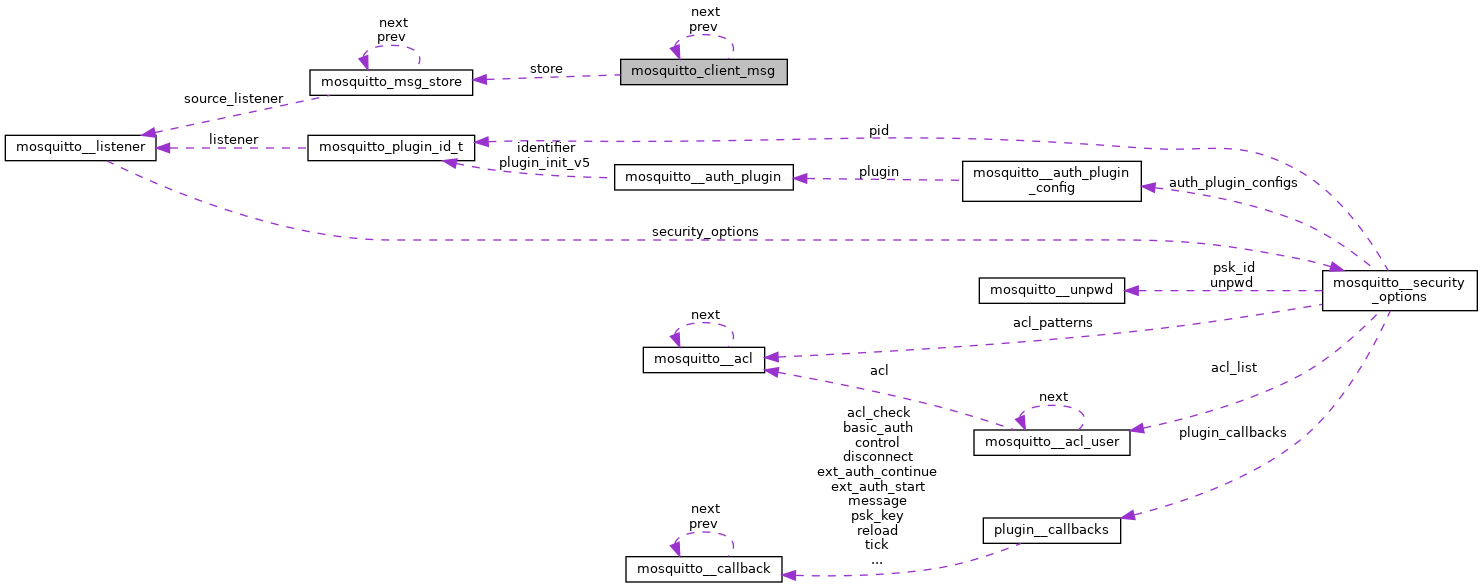 next
prev
next
prev
mosquitto_client_msg
store
mosquitto_msg_store
source_listener
pid
listener
mosquitto__listener
mosquitto_plugin_id_t
identifier
plugin_init_v5
mosquitto__auth_plugin
plugin
mosquitto__auth_plugin
_config
auth_plugin_configs
security_options
psk_id
unpwd
mosquitto__unpwd
mosquitto__security
_options
next
acl_patterns
mosquitto__acl
acl
acl_list
next
mosquitto__acl_user
plugin_callbacks
acl_check
basic_auth
control
disconnect
ext_auth_continue
ext_auth_start
message
psk_key
reload
tick
...
next
prev
plugin__callbacks
mosquitto__callback